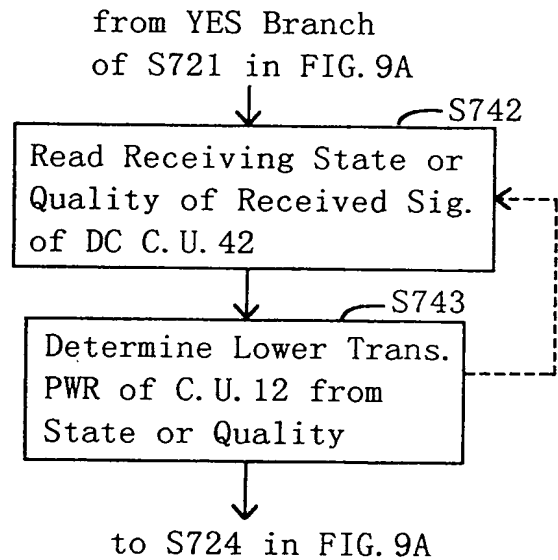 from YES Branch
of S721 in FIG. 9A
S742
Read Receiving State or
Quality of Received Sig.
of DC C. U. 42
S743
Determine Lower Trans.
PWR of C. U. 12 from
State or Quality
to S724 in FIG. 9A